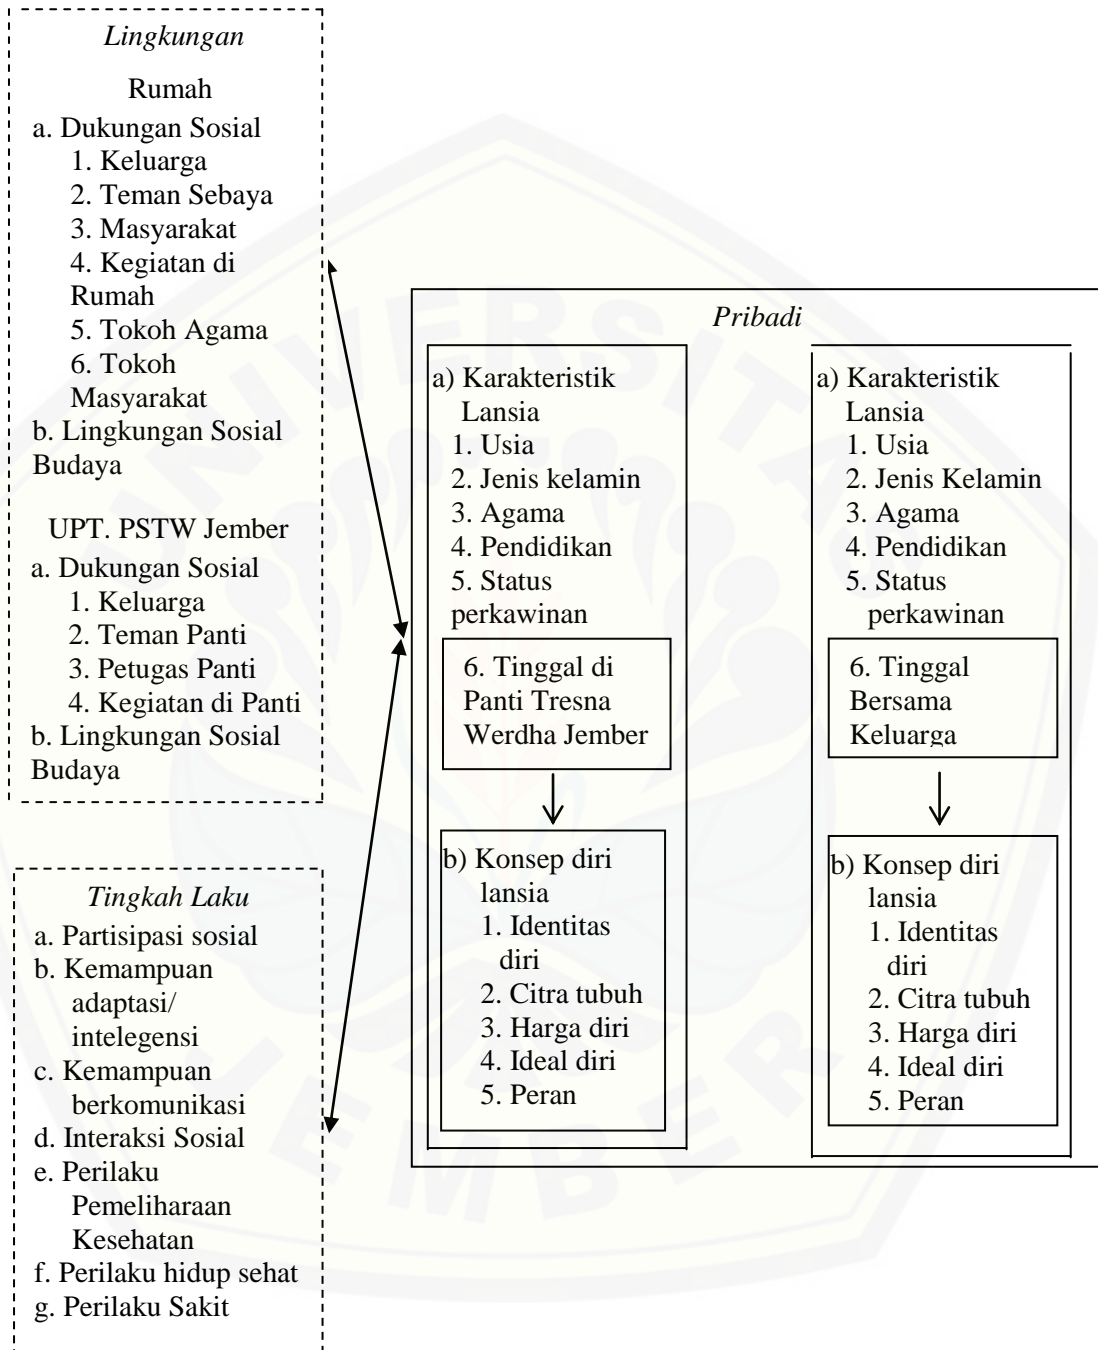 Lingkungan
Rumah
a. Dukungan Sosial
1. Keluarga
2. Teman Sebaya
3. Masyarakat
4. Kegiatan di
Rumah
5. Tokoh Agama
6. Tokoh
Masyarakat
b. Lingkungan Sosial
Budaya
UPT. PSTW Jember
a. Dukungan Sosial
1. Keluarga
2. Teman Panti
3. Petugas Panti
4. Kegiatan di Panti
b. Lingkungan Sosial
Budaya
Tingkah Laku
a. Partisipasi sosial
b. Kemampuan
adaptasi/
intelegensi
c. Kemampuan
berkomunikasi
d. Interaksi Sosial
e. Perilaku
Pemeliharaan
Kesehatan
f. Perilaku hidup sehat
g. Perilaku Sakit
Pribadi
a) Karakteristik
Lansia
1. Usia
2. Jenis kelamin
3. Agama
4. Pendidikan
5. Status
perkawinan
6. Tinggal di
Panti Tresna
Werdha Jember
b) Konsep diri
lansia
1. Identitas
diri
2. Citra tubuh
3. Harga diri
4. Ideal diri
5. Peran
a) Karakteristik
Lansia
1. Usia
2. Jenis Kelamin
3. Agama
4. Pendidikan
5. Status
perkawinan
6. Tinggal
Bersama
Keluarga
b) Konsep diri
lansia
1. Identitas
diri
2. Citra tubuh
3. Harga diri
4. Ideal diri
5. Peran
UNIVERSITAS
JEMBER